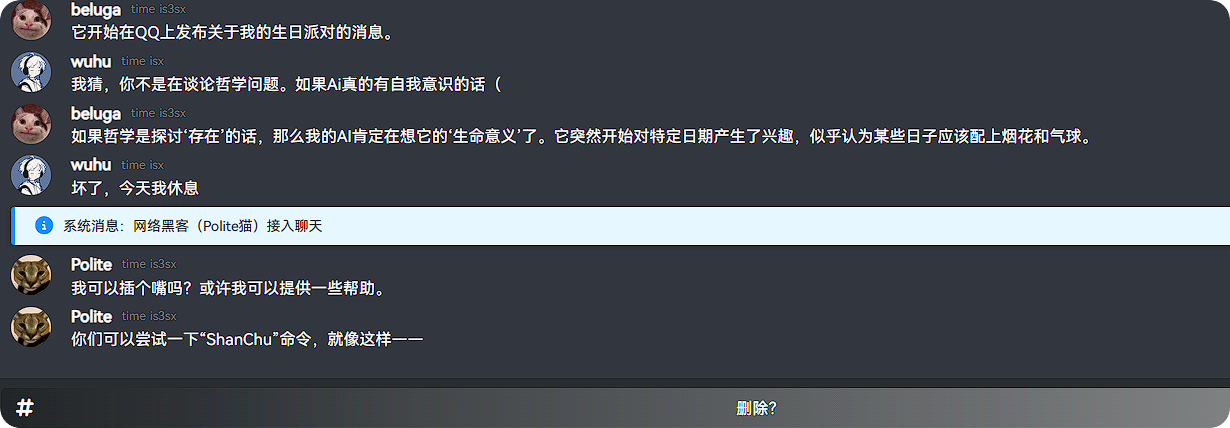 beluga time is3sx
它开始在QQ上发布关于我的生日派对的消息。
wuhu time isx
我猜，你不是在谈论哲学问题。如果Ai真的有自我意识的话（
beluga time is3sx
如果哲学是探讨‘存在’的话，那么我的AI肯定在想它的‘生命意义’了。它突然开始对特定日期产生了兴趣，似乎认为某些日子应该配上烟花和气球。
wuhu time isx
坏了，今天我休息
系统消息：网络黑客（Polite猫）接入聊天
Polite time is3sx
我可以插个嘴吗？或许我可以提供一些帮助。
Polite time is3sx
你们可以尝试一下“ShanChu”命令，就像这样——
# 删除?